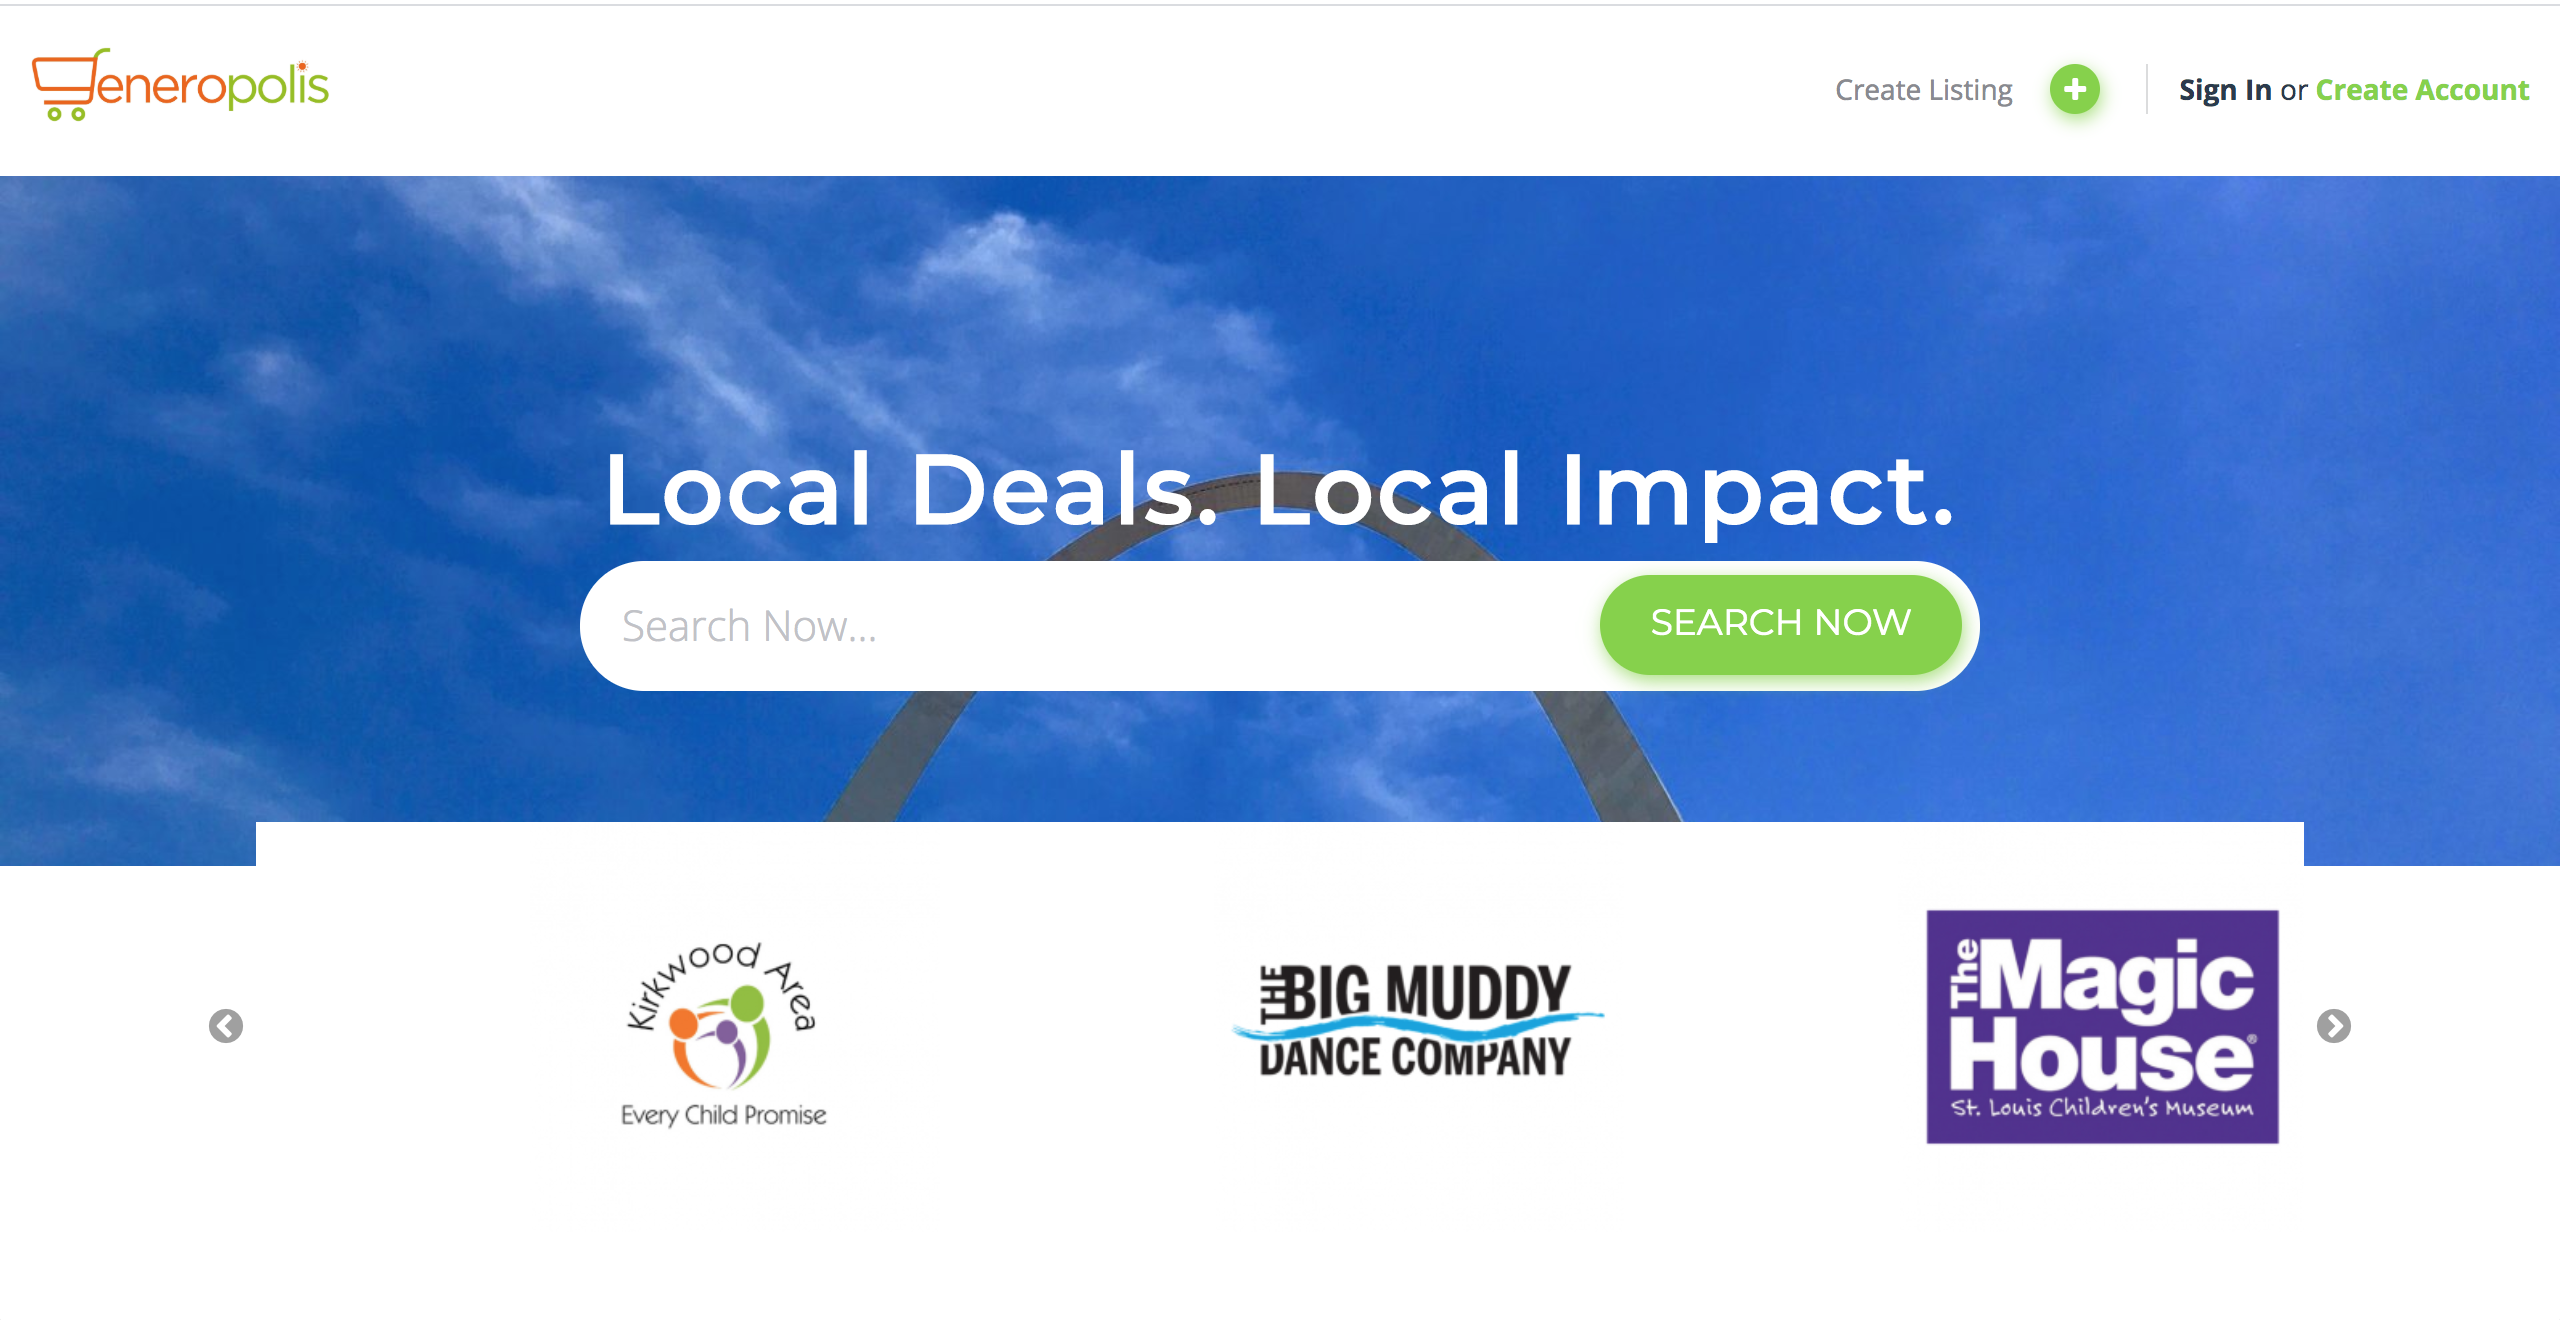 eneropolis
Create Listing
Sign In or Create Account
Local Deals. Local Impact.
Search Now...
SEARCH NOW
Kirkwood Area
Every Child Promise
THE BIG MUDDY
DANCE COMPANY
The Magic
House®
St. Louis Children's Museum